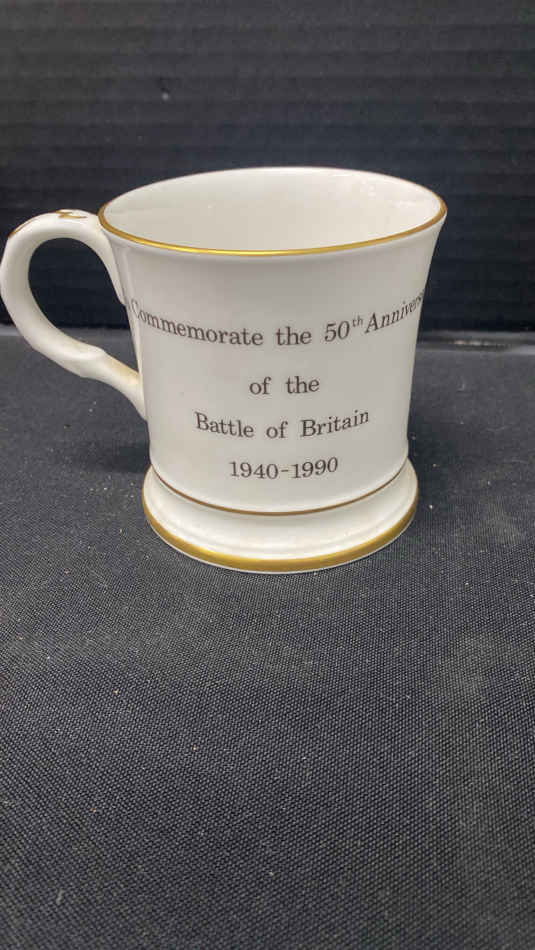 Commemorate the 50th Annivers
of the
Battle of Britain
1940-1990